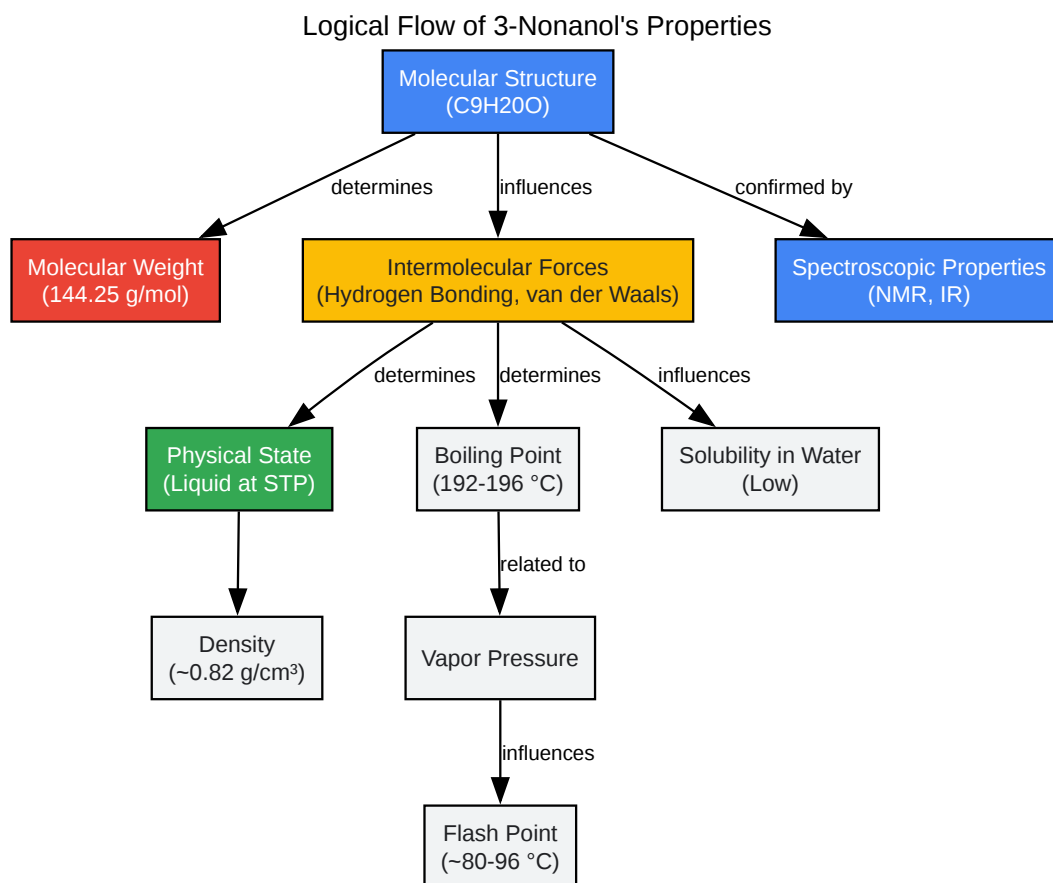 Logical Flow of 3-Nonanol's Properties
Molecular Structure
(C9H20O)
determines
influences
confirmed by
Molecular Weight
(144.25 g/mol)
Intermolecular Forces
(Hydrogen Bonding, van der Waals)
Spectroscopic Properties
(NMR, IR)
determines
determines
influences
Physical State
(Liquid at STP)
Boiling Point
(192-196 °C)
Solubility in Water
(Low)
related to
Density
(~0.82 g/cm³)
Vapor Pressure
influences
Flash Point
(~80-96 °C)